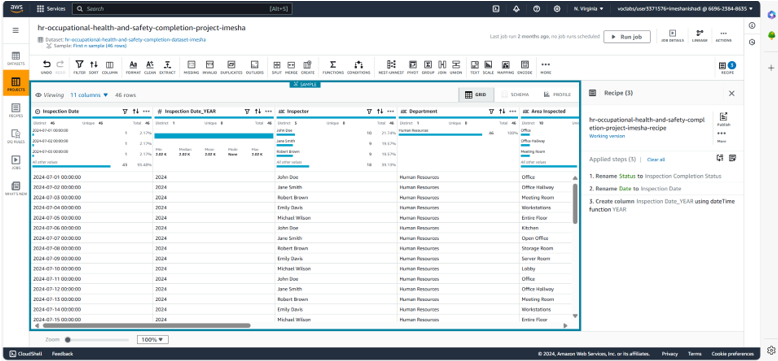 aws Services Search [Alt+S] N. Virginia voclabs/user3371576=imeshanishadi @ 6696-2384-8635
hr-occupational-health-and-safety-completion-project-imesha
Dataset: hr-occupational-health-and-safety-completion-dataset-imesha
Sample: First n sample (46 rows)
Last job run 2 months ago, no job runs scheduled
Run job
JOB DETAILS LINEAGE ACTIONS
UNDO REDO FILTER SORT COLUMN FORMAT CLEAN EXTRACT MISSING INVALID DUPLICATES OUTLIERS SPLIT MERGE CREATE FUNCTIONS CONDITIONS NEST-UNNEST PIVOT GROUP JOIN UNION TEXT SCALE MAPPING ENCODE MORE RECIPE
DATASETS
PROJECTS
RECIPES
DQ RULES
JOBS
WHAT'S NEW
SAMPLE
Viewing 11 columns 46 rows GRID SCHEMA PROFILE
Inspection Date Inspection Date_YEAR Inspector Department Area Inspected
Distinct 46 Unique 46 Total 46
Distinct 1 Unique 0 Total 46
Total 46
Distinct 1 Unique 0 Total 46
2024-07-01 00:00:00 1 2.17%
2024-07-02 00:00:00 1 2.17%
2024-07-03 00:00:00 1 2.17%
All other values 43 93.48%
Min Max
2.02 K 2.02 K
John Doe 10 21.74%
Jane Smith 9 19.57%
Robert Brown 9 19.57%
All other values 18 39.13%
Human Resources 46 100%
Office
Office Hallway
Meeting Room
All other values
2024-07-01 00:00:00 2024 John Doe Human Resources Office
2024-07-02 00:00:00 2024 Jane Smith Human Resources Office Hallway
2024-07-03 00:00:00 2024 Robert Brown Human Resources Meeting Room
2024-07-04 00:00:00 2024 Emily Davis Human Resources Workstations
2024-07-05 00:00:00 2024 Michael Wilson Human Resources Entire Floor
2024-07-06 00:00:00 2024 John Doe Human Resources Kitchen
2024-07-07 00:00:00 2024 Jane Smith Human Resources Open Office
2024-07-08 00:00:00 2024 Robert Brown Human Resources Storage Room
2024-07-09 00:00:00 2024 Emily Davis Human Resources Server Room
2024-07-10 00:00:00 2024 Michael Wilson Human Resources Lobby
2024-07-11 00:00:00 2024 John Doe Human Resources Office
2024-07-12 00:00:00 2024 Jane Smith Human Resources Office Hallway
2024-07-13 00:00:00 2024 Robert Brown Human Resources Meeting Room
2024-07-14 00:00:00 2024 Emily Davis Human Resources Workstations
2024-07-15 00:00:00 2024 Michael Wilson Human Resources Entire Floor
Zoom 100%
Recipe (3)
hr-occupational-health-and-safety-compl
etion-project-imesha-recipe
Working version
Publish
More
Applied steps (3) Clear all
1. Rename Status to Inspection Completion Status
2. Rename Date to Inspection Date
3. Create column Inspection Date_YEAR using dateTime
function YEAR
CloudShell Feedback © 2024, Amazon Web Services, Inc. or its affiliates. Privacy Terms Cookie preferences